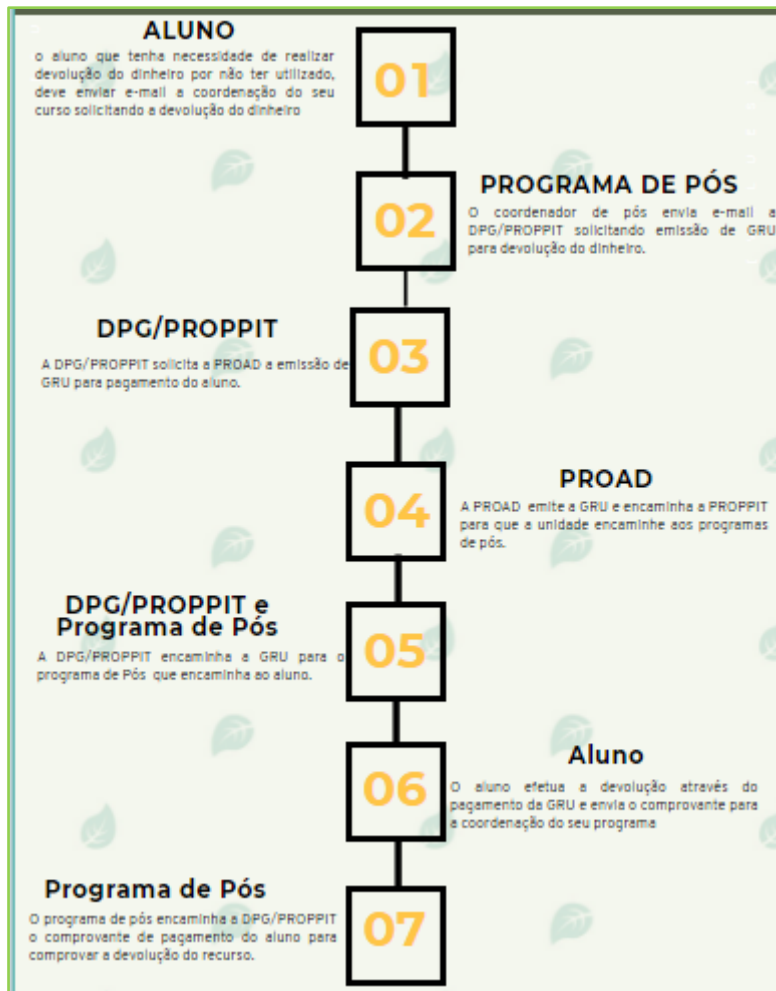 ALUNO
o aluno que tenha necessidade de realizar
devolução do dinheiro por não ter utilizado,
deve enviar e-mail a coordenação do seu
curso solicitando a devolução do dinheiro
01
PROGRAMA DE PÓS
02
O coordenador de pós envia e-mail a
DPG/PROPPIT solicitando emissão de GRU
para devolução do dinheiro.
DPG/PROPPIT
03
A DPG/PROPPIT solicita a PROAD a emissão de
GRU para pagamento do aluno.
PROAD
04
A PROAD emite a GRU e encaminha a PROPPIT
para que a unidade encaminhe aos programas
de pós.
DPG/PROPPIT e
Programa de Pós
05
A DPG/PROPPIT encaminha a GRU para o
programa de Pós que encaminha ao aluno.
Aluno
06
O aluno efetua a devolução através do
pagamento da GRU e envia o comprovante para
a coordenação do seu programa
Programa de Pós
07
O programa de pós encaminha a DPG/PROPPIT
o comprovante de pagamento do aluno para
comprovar a devolução do recurso.